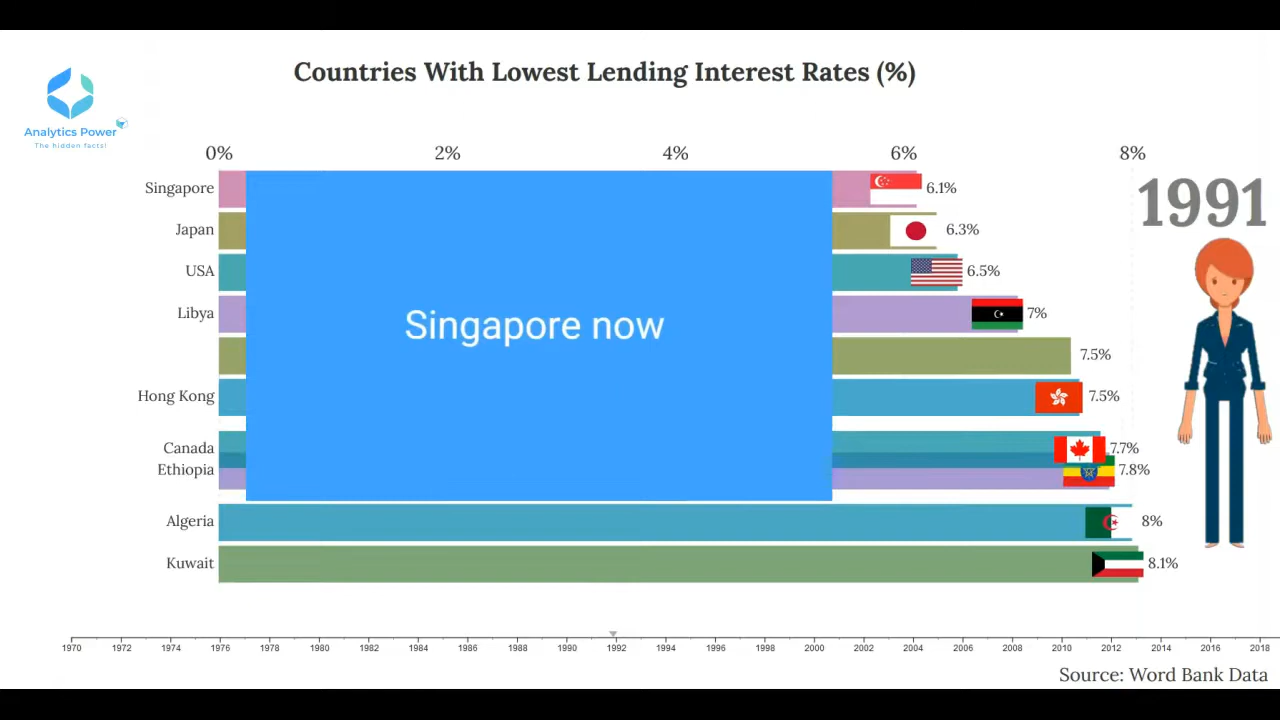 Countries With Lowest Lending Interest Rates (%)
Analytics Power
The hidden facts!
0% 2% 4% 6% 8%
1991
Singapore 6.1%
Japan 6.3%
USA 6.5%
Libya 7%
7.5%
Singapore now
Hong Kong 7.5%
Canada 7.7%
Ethiopia 7.8%
Algeria 8%
Kuwait 8.1%
1970 1972 1974 1976 1978 1980 1982 1984 1986 1988 1990 1992 1994 1996 1998 2000 2002 2004 2006 2008 2010 2012 2014 2016 2018
Source: Word Bank Data